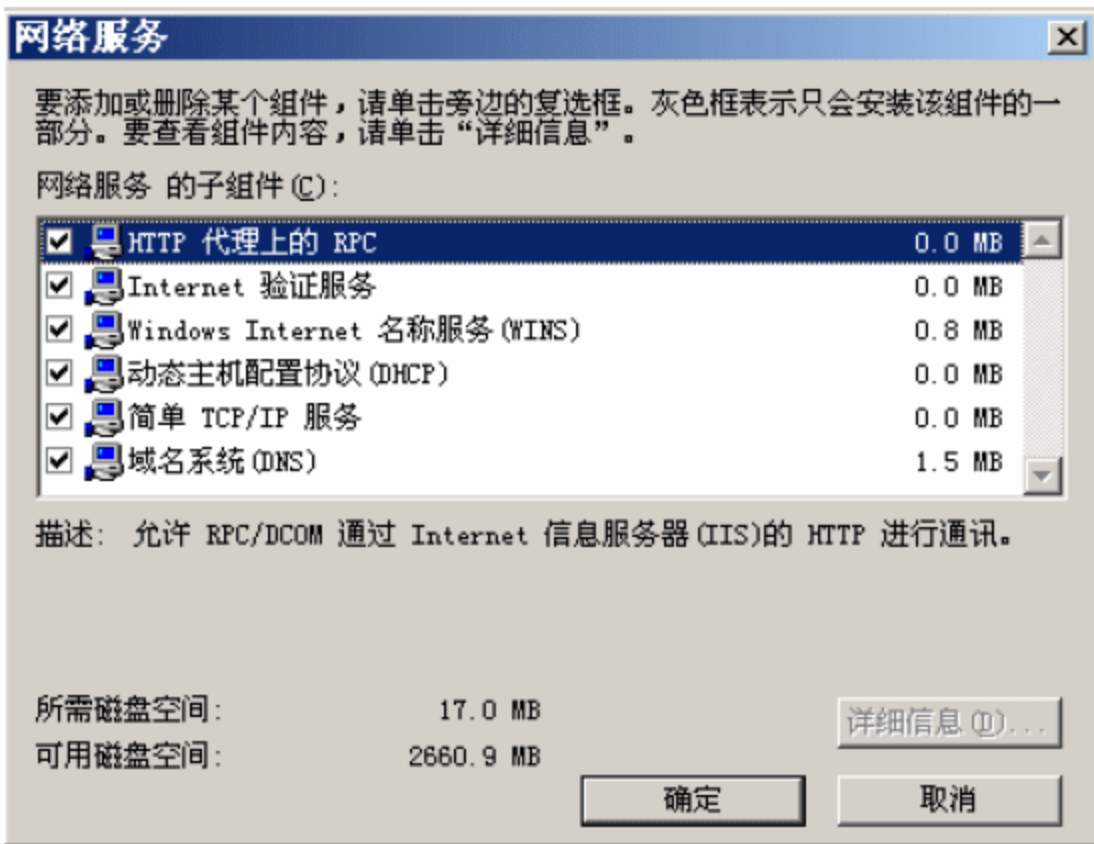 网络服务
要添加或删除某个组件，请单击旁边的复选框。灰色框表示只会安装该组件的一
部分。要查看组件内容，请单击“详细信息”。
网络服务 的子组件(C):
HTTP 代理上的 RPC 0.0 MB
Internet 验证服务 0.0 MB
Windows Internet 名称服务(WINS) 0.8 MB
动态主机配置协议(DHCP) 0.0 MB
简单 TCP/IP 服务 0.0 MB
域名系统(DNS) 1.5 MB
描述: 允许 RPC/DCOM 通过 Internet 信息服务器(IIS)的 HTTP 进行通讯。
所需磁盘空间: 17.0 MB
详细信息(D)...
可用磁盘空间: 2660.9 MB
确定 取消